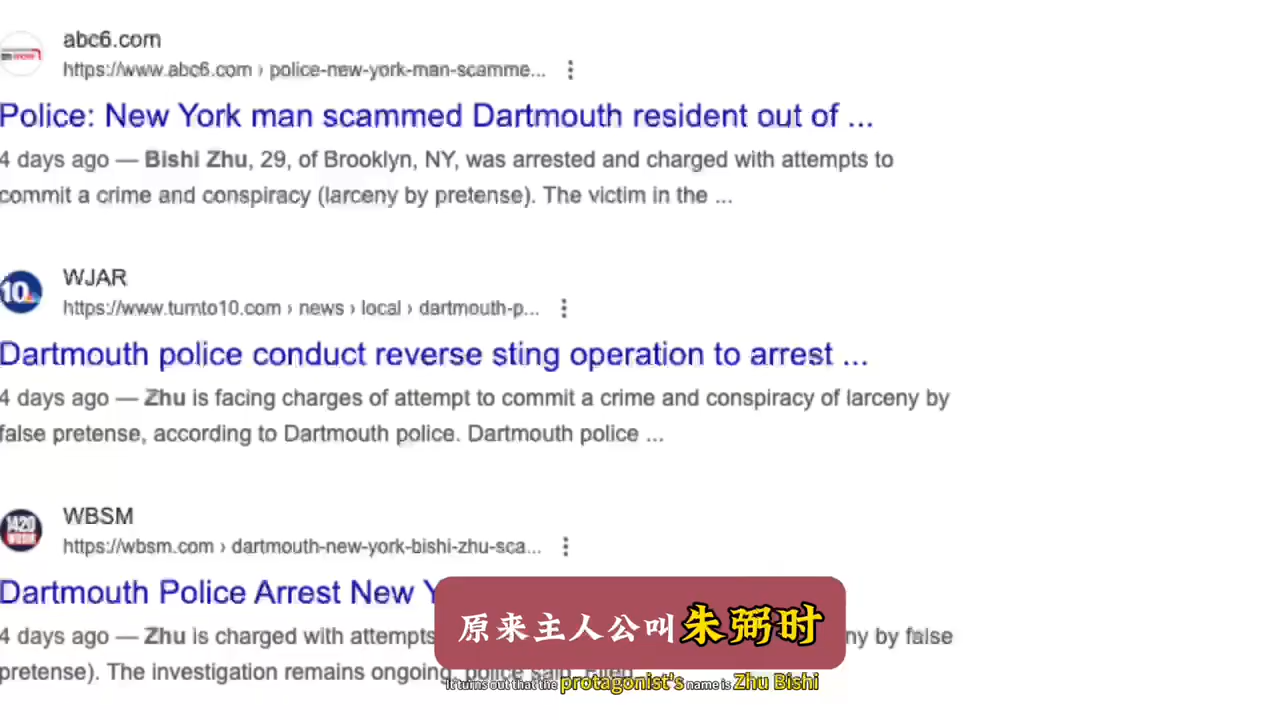 abc6.com
https://www.abc6.com › police-new-york-man-scamme...
Police: New York man scammed Dartmouth resident out of ...
4 days ago — Bishi Zhu, 29, of Brooklyn, NY, was arrested and charged with attempts to
commit a crime and conspiracy (larceny by pretense). The victim in the ...
10
WJAR
https://www.turnto10.com › news › local › dartmouth-p...
Dartmouth police conduct reverse sting operation to arrest ...
4 days ago — Zhu is facing charges of attempt to commit a crime and conspiracy of larceny by
false pretense, according to Dartmouth police. Dartmouth police ...
1420
WBSM
WBSM
https://wbsm.com › dartmouth-new-york-bishi-zhu-sca...
Dartmouth Police Arrest New Y
4 days ago — Zhu is charged with attempts ny by false
pretense). The investigation remains ongoing, police said. Filed
原来主人公叫朱弼时
It turns out that the protagonist's name is Zhu Bishi